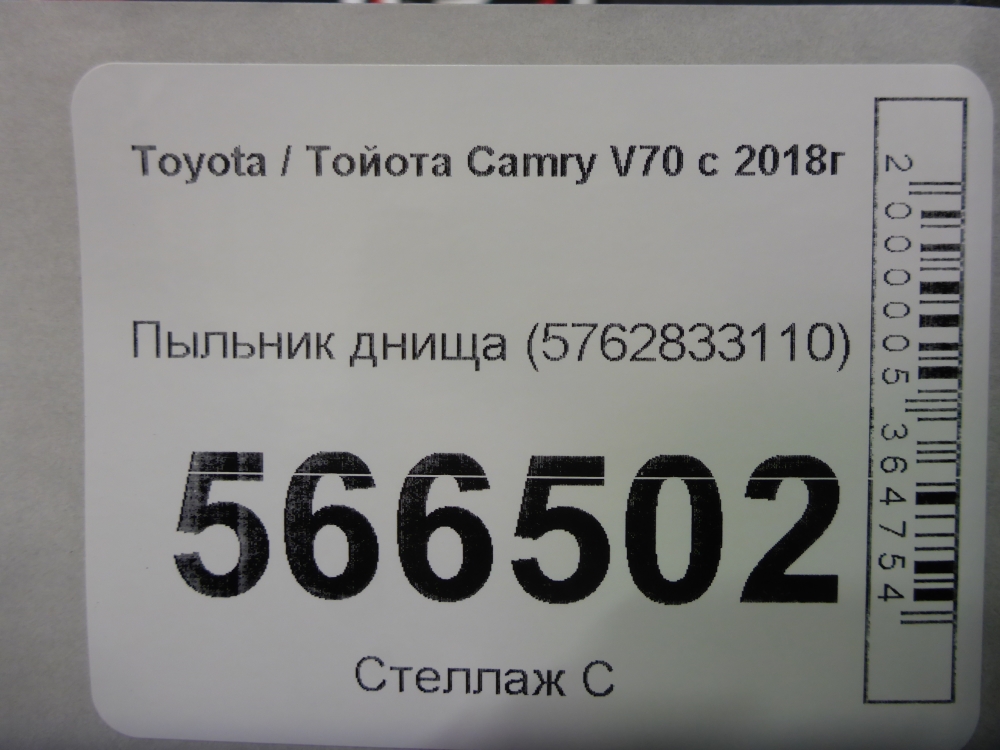 Toyota / Тойота Camry V70 с 2018г
Пыльник днища (5762833110)
566502
Стеллаж С
2000005364754